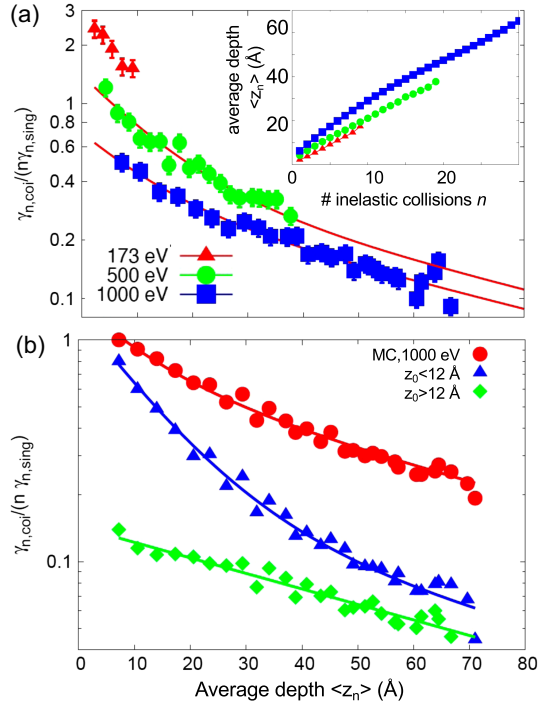 (a)
3
2
1
0.8
0.6
0.4
0.2
0.1
γn,coi/(nγn,sing)
173 eV
500 eV
1000 eV
60
40
20
average depth
<zn> (Å)
0
10
20
# inelastic collisions n
(b)
1
0.1
γn,coi/(n γn,sing)
MC,1000 eV
z0<12 Å
z0>12 Å
0
10
20
30
40
50
60
70
80
Average depth <zn> (Å)